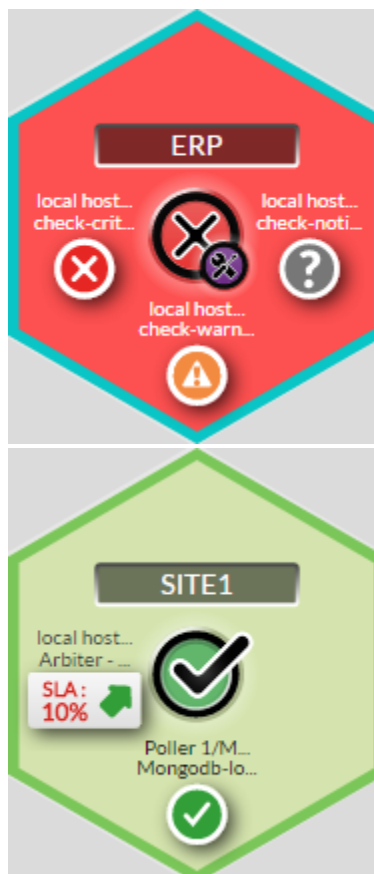 ERP
local host...
check-crit...
local host...
check-noti...
local host...
check-warn...
SITE1
local host...
Arbiter - ...
SLA :
10%
Poller 1/M...
Mongodb-lo...